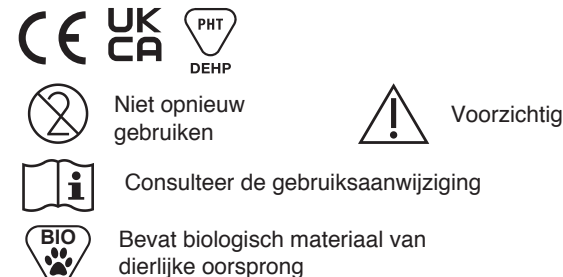 CE UK CA PHT
DEHP
2 Niet opnieuw
gebruiken
Voorzichtig
i Consulteer de gebruiksaanwijziging
BIO Bevat biologisch materiaal van
dierlijke oorsprong